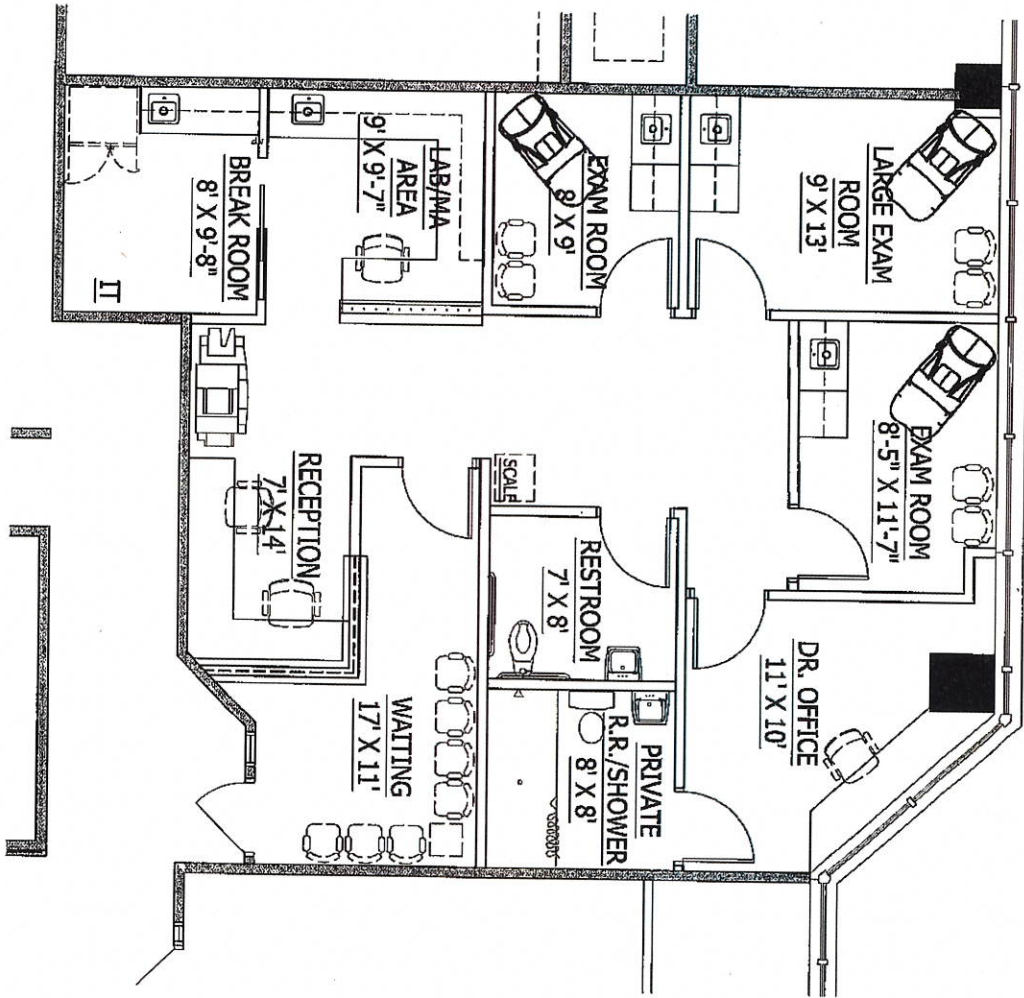 LARGE EXAM
ROOM
9' X 13'
EXAM ROOM
8' X 9'
LAB/MA
AREA
9' X 9'-7"
BREAK ROOM
8' X 9'-8"
IT
EXAM ROOM
8'-5" X 11'-7"
SCALE
RECEPTION
7' X 14'
RESTROOM
7' X 8'
DR. OFFICE
11' X 10'
PRIVATE
R.R./SHOWER
8' X 8'
WAITING
17' X 11'